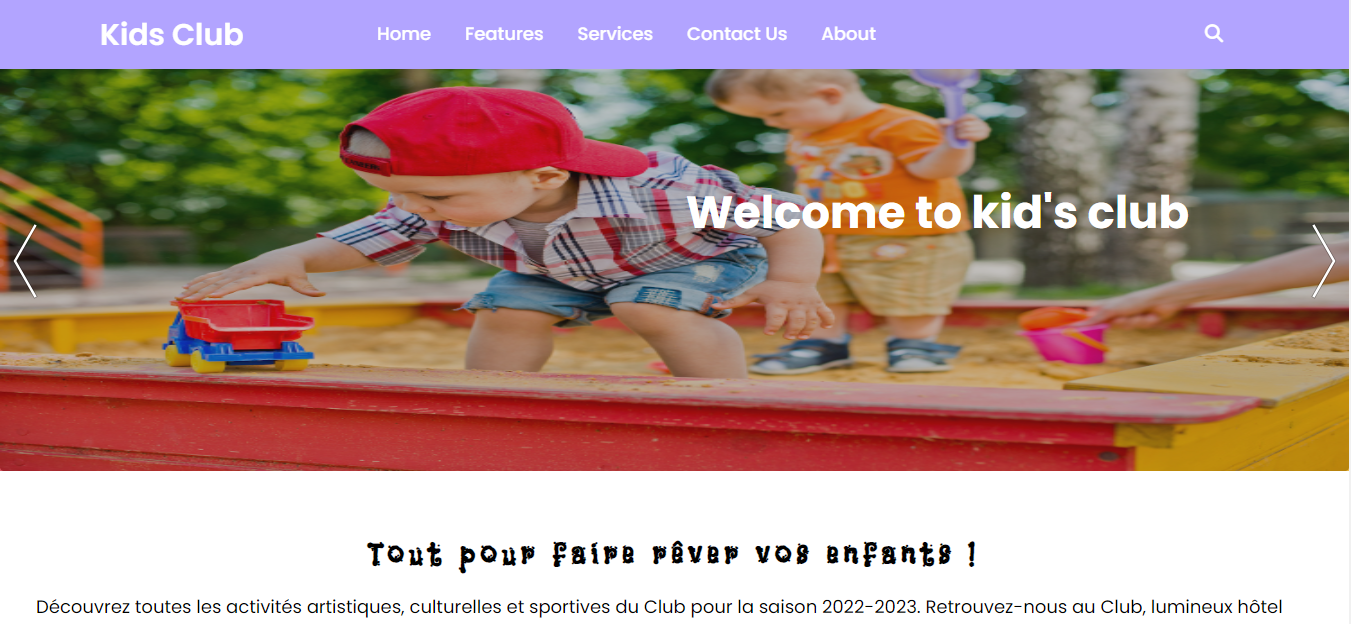 Kids Club
Home Features Services Contact Us About
Welcome to kid's club
Tout pour faire rêver vos enfants !
Découvrez toutes les activités artistiques, culturelles et sportives du Club pour la saison 2022-2023. Retrouvez-nous au Club, lumineux hôtel